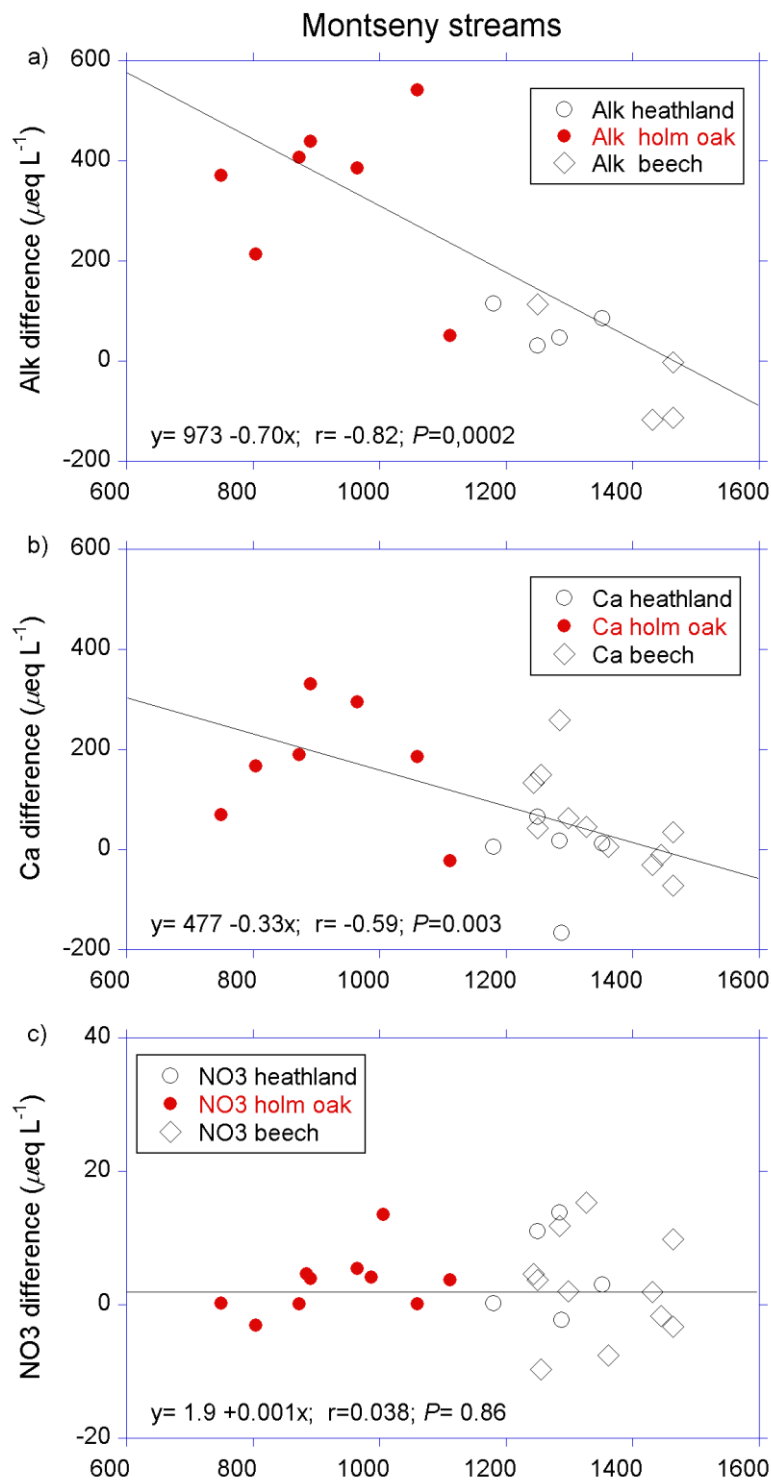 Montseny streams
a)
600
400
200
0
-200
Alk difference (µeq L⁻¹)
Alk heathland
Alk holm oak
Alk beech
y= 973 -0.70x; r= -0.82; P=0,0002
600 800 1000 1200 1400 1600
b)
600
400
200
0
-200
Ca difference (µeq L⁻¹)
Ca heathland
Ca holm oak
Ca beech
y= 477 -0.33x; r= -0.59; P=0.003
600 800 1000 1200 1400 1600
c)
40
20
0
-20
NO3 difference (µeq L⁻¹)
NO3 heathland
NO3 holm oak
NO3 beech
y= 1.9 +0.001x; r=0.038; P= 0.86
600 800 1000 1200 1400 1600